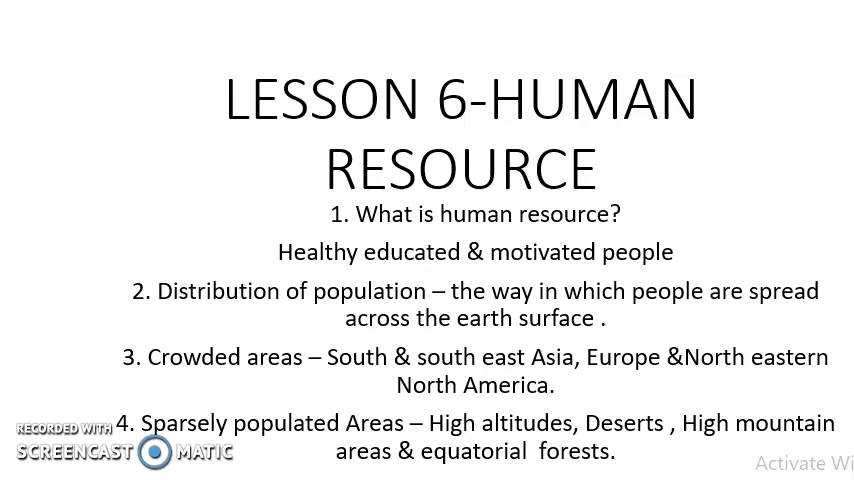 LESSON 6-HUMAN
RESOURCE
1. What is human resource?
Healthy educated & motivated people
2. Distribution of population – the way in which people are spread
across the earth surface .
3. Crowded areas – South & south east Asia, Europe &North eastern
North America.
4. Sparsely populated Areas – High altitudes, Deserts , High mountain
areas & equatorial forests.
RECORDED WITH
SCREENCAST MATIC
Activate Wi